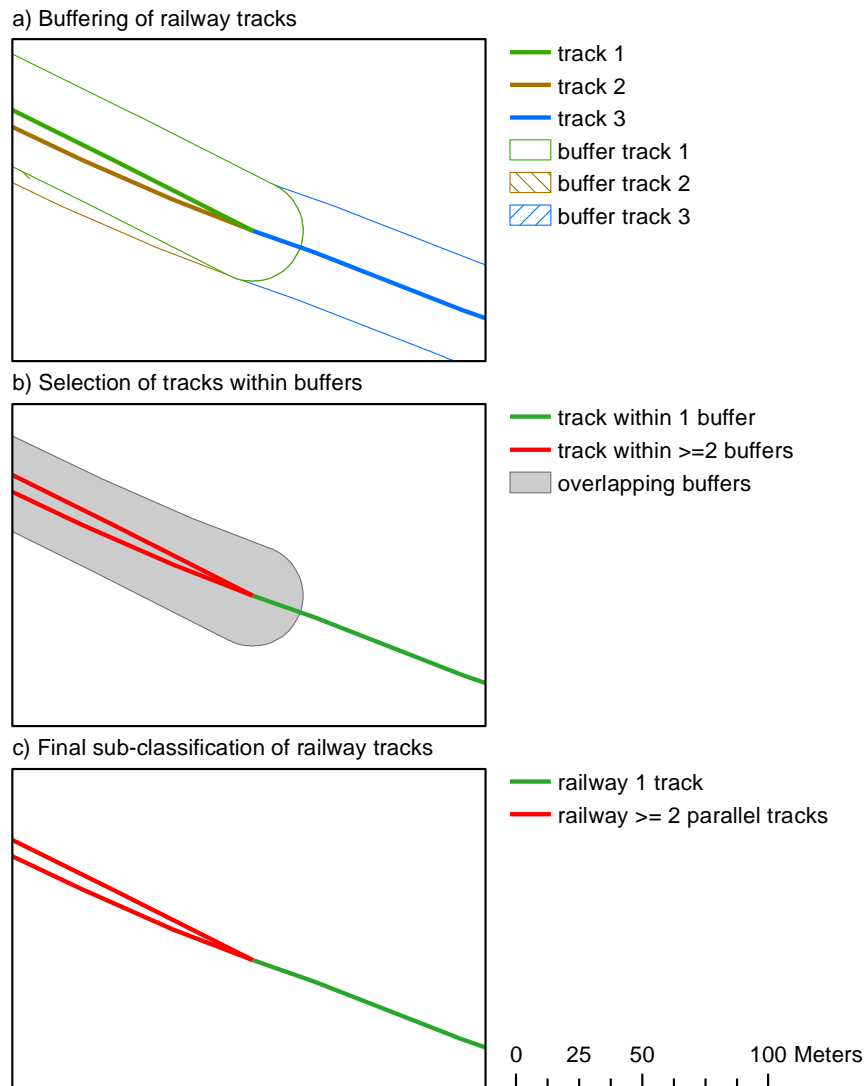 a) Buffering of railway tracks
track 1
track 2
track 3
buffer track 1
buffer track 2
buffer track 3
b) Selection of tracks within buffers
track within 1 buffer
track within >=2 buffers
overlapping buffers
c) Final sub-classification of railway tracks
railway 1 track
railway >= 2 parallel tracks
0 25 50 100 Meters